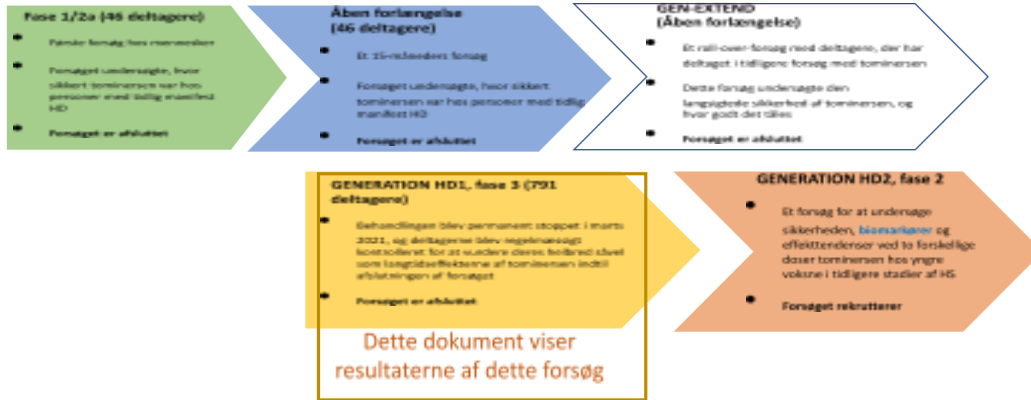 Fase 1/2a (46 deltagere)
Første forsøg hos mennesker
Forsøget undersøgte, hvor
sikkert tominersen var hos
personer med tidlig manifest
HD
Forsøget er afsluttet
Åben forlængelse
(46 deltagere)
Et 15-måneders forsøg
Forsøget undersøgte, hvor sikkert
tominersen var hos personer med tidlig
manifest HD
Forsøget er afsluttet
GEN-EXTEND
(Åben forlængelse)
Et roll-over-forsøg med deltagere, der har
deltaget i tidligere forsøg med tominersen
Dette forsøg undersøgte den
langsigtede sikkerhed af tominersen, og
hvor godt det tåles
Forsøget er afsluttet
GENERATION HD1, fase 3 (791
deltagere)
Behandlingen blev permanent stoppet i marts
2021, og deltagerne blev regelmæssigt
kontrolleret for at vurdere deres helbred såvel
som langtidseffekterne af tominersen indtil
afslutningen af forsøget
Forsøget er afsluttet
Dette dokument viser
resultaterne af dette forsøg
GENERATION HD2, fase 2
Et forsøg for at undersøge
sikkerheden, biomarkører og
effekttendenser ved to forskellige
doser tominersen hos yngre
voksne i tidligere stadier af HS
Forsøget rekrutterer